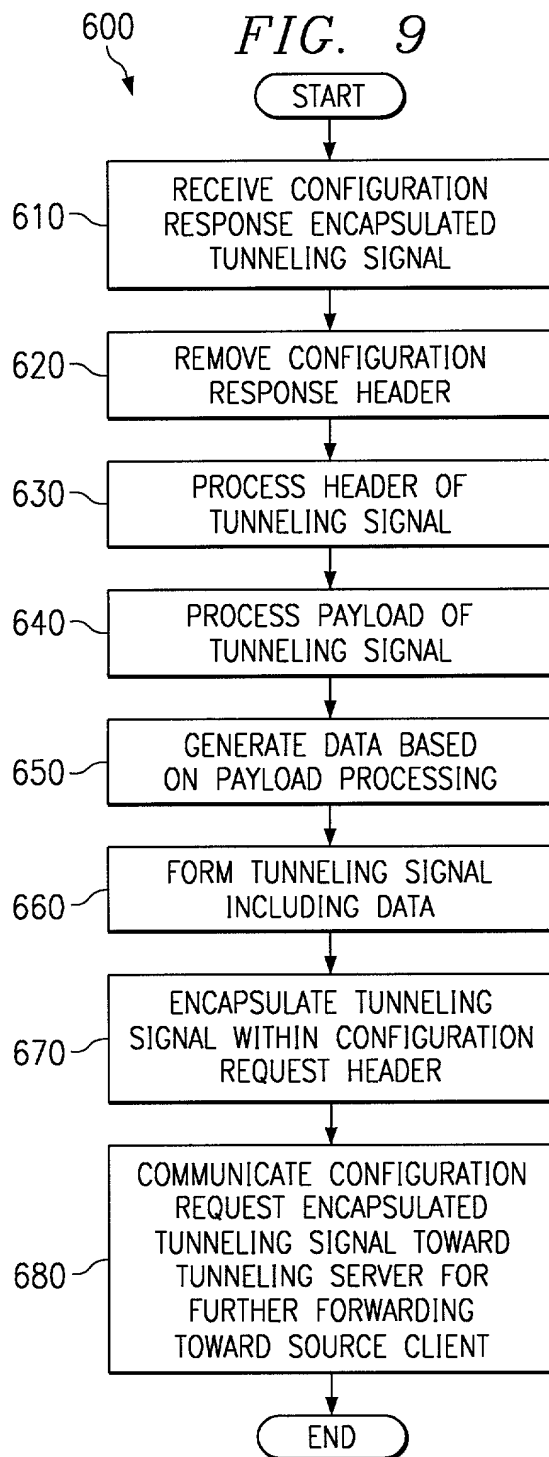 600
FIG. 9
START
610
RECEIVE CONFIGURATION
RESPONSE ENCAPSULATED
TUNNELING SIGNAL
620
REMOVE CONFIGURATION
RESPONSE HEADER
630
PROCESS HEADER OF
TUNNELING SIGNAL
640
PROCESS PAYLOAD OF
TUNNELING SIGNAL
650
GENERATE DATA BASED
ON PAYLOAD PROCESSING
660
FORM TUNNELING SIGNAL
INCLUDING DATA
670
ENCAPSULATE TUNNELING
SIGNAL WITHIN CONFIGURATION
REQUEST HEADER
680
COMMUNICATE CONFIGURATION
REQUEST ENCAPSULATED
TUNNELING SIGNAL TOWARD
TUNNELING SERVER FOR
FURTHER FORWARDING
TOWARD SOURCE CLIENT
END